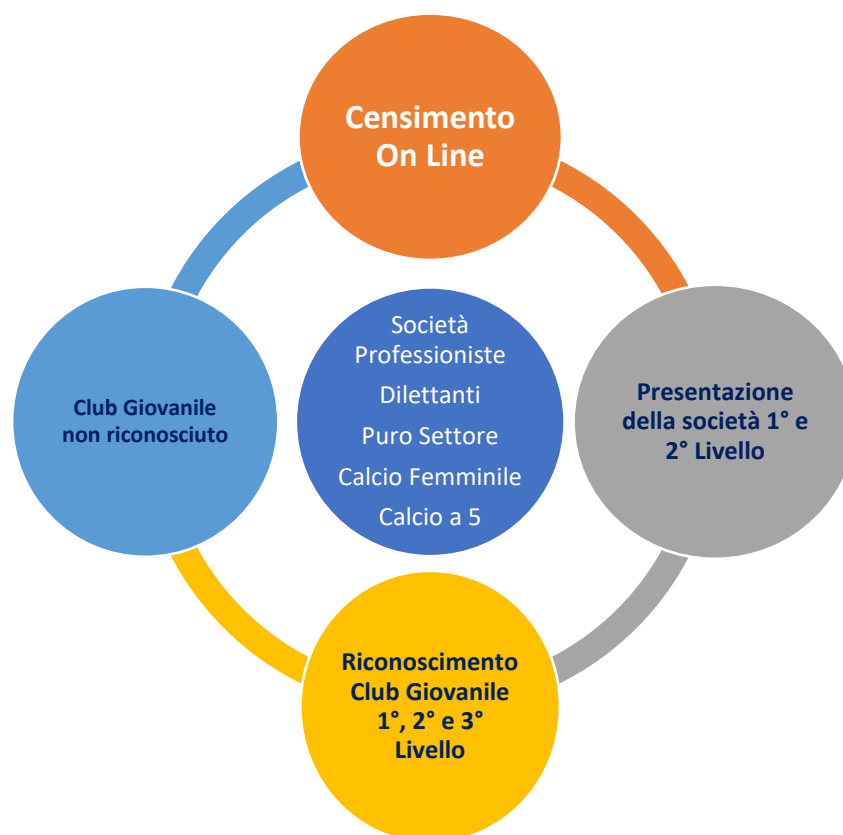 Censimento
On Line
Società
Professioniste
Dilettanti
Puro Settore
Calcio Femminile
Calcio a 5
Club Giovanile
non riconosciuto
Presentazione
della società 1° e
2° Livello
Riconoscimento
Club Giovanile
1°, 2° e 3°
Livello